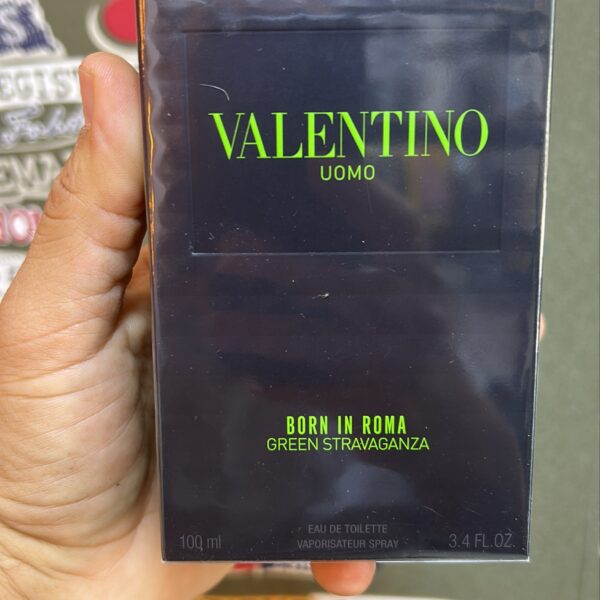 VALENTINO
UOMO
BORN IN ROMA
GREEN STRAVAGANZA
EAU DE TOILETTE
VAPORISATEUR SPRAY
100 ml
3.4 FL.OZ.